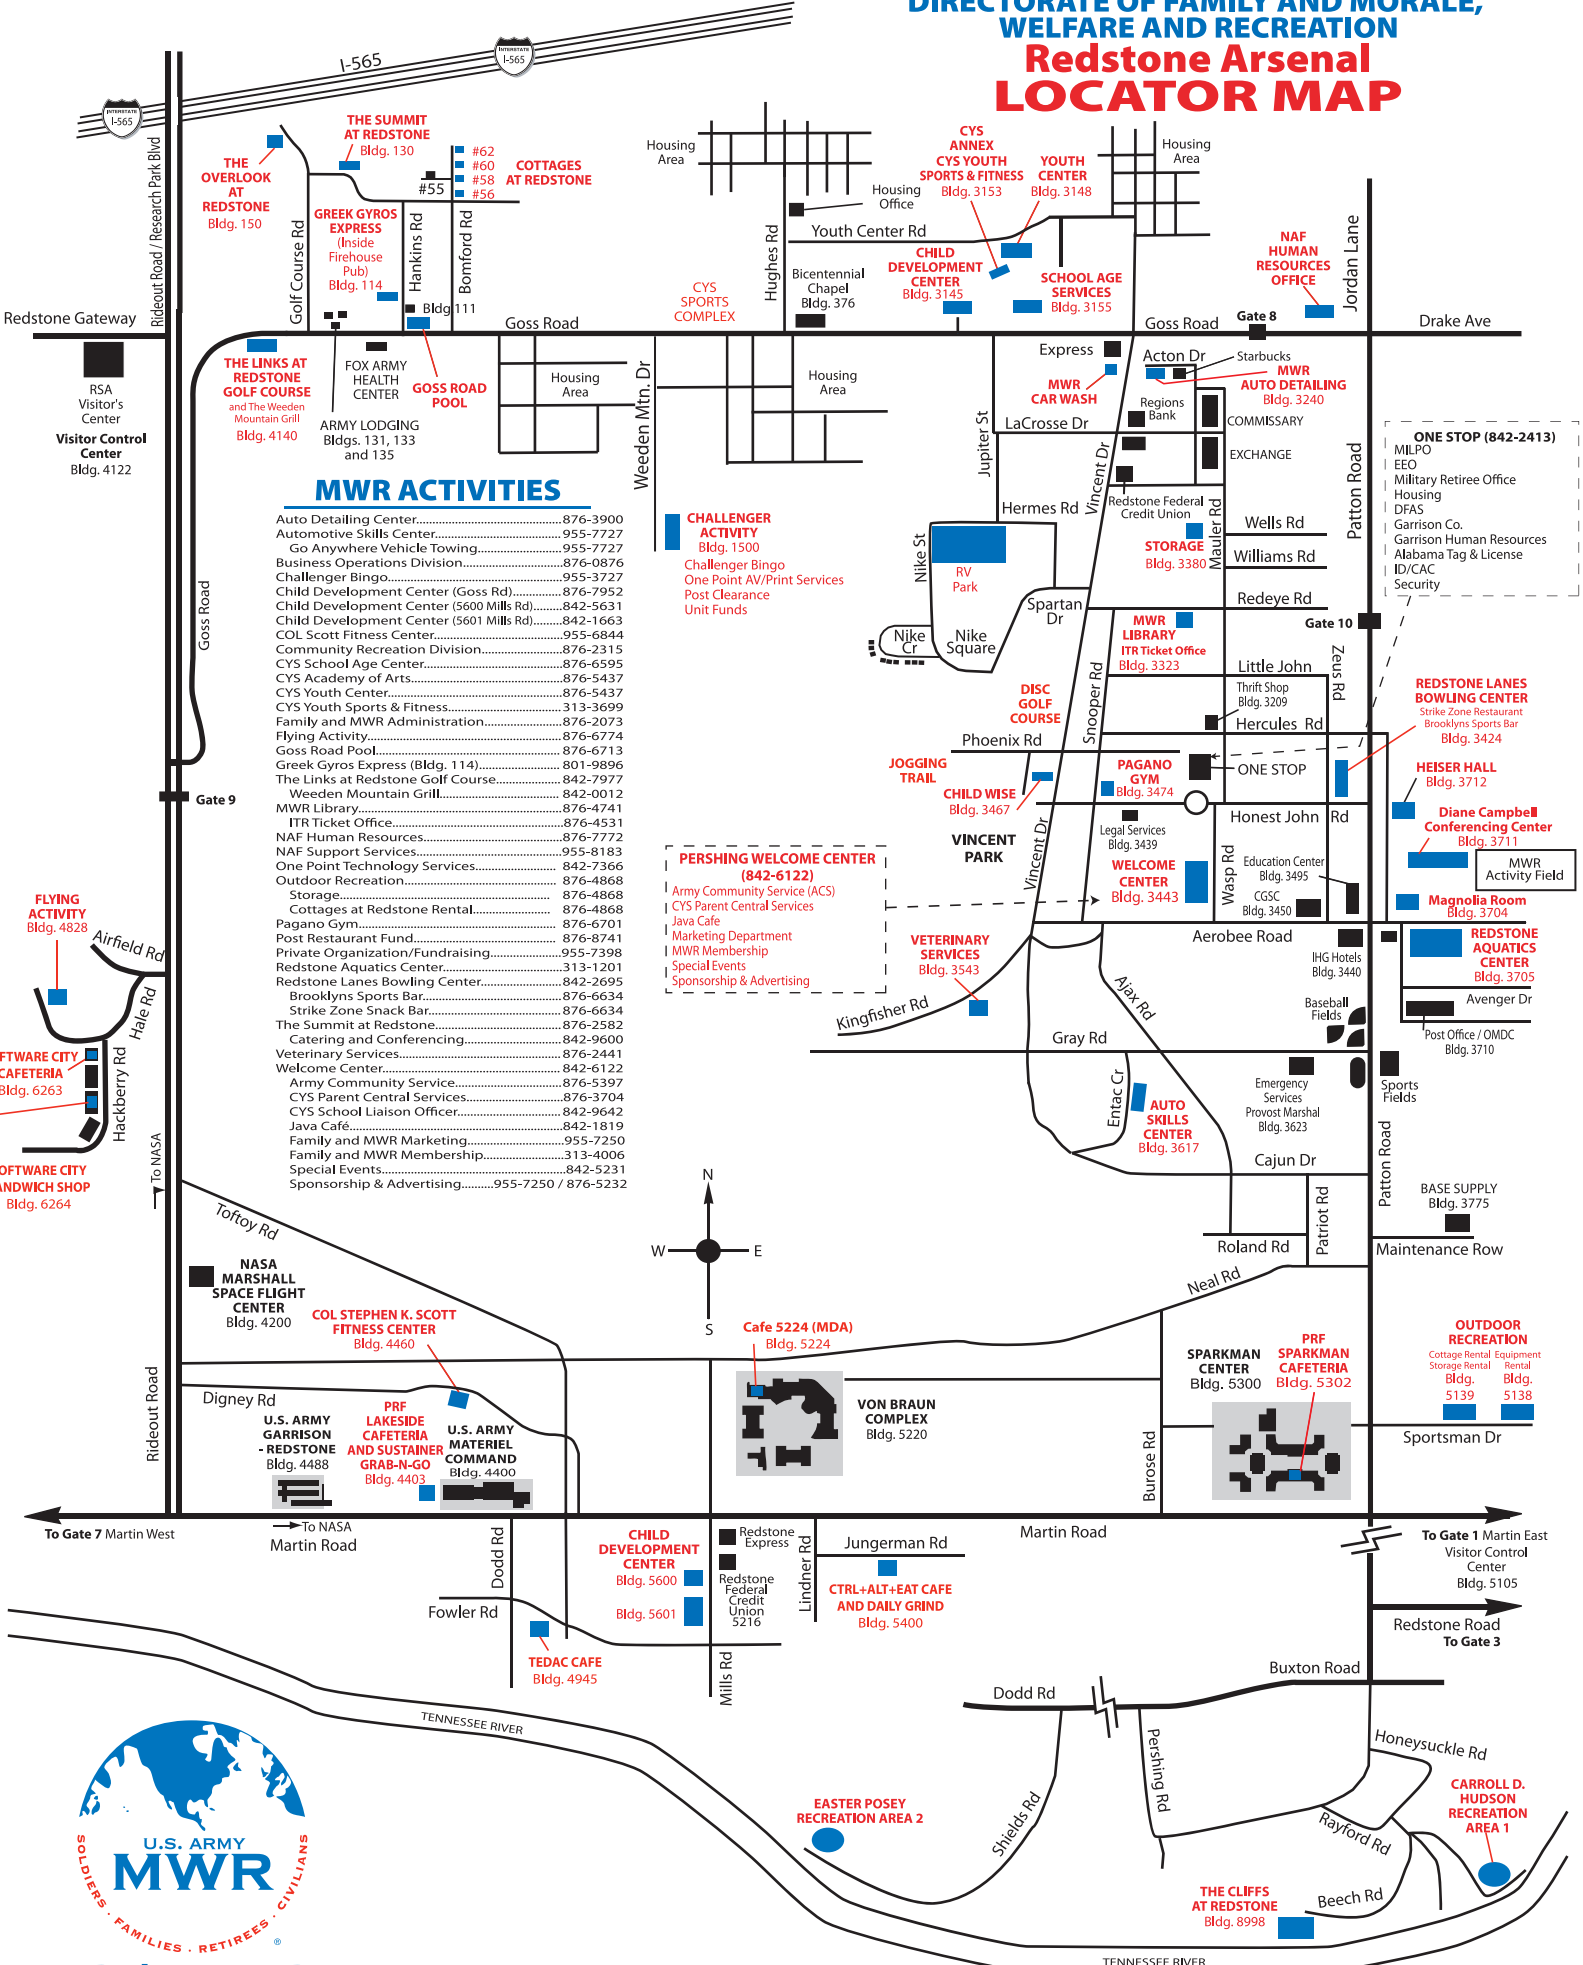 DIRECTORATE OF FAMILY AND MORALE,
WELFARE AND RECREATION
Redstone Arsenal
LOCATOR MAP
I-565
INTERSTATE
I-565
INTERSTATE
I-565
Rideout Road / Research Park Blvd
THE
OVERLOOK
AT
REDSTONE
Bldg. 150
THE SUMMIT
AT REDSTONE
Bldg. 130
#55
#62
#60
#58
#56
COTTAGES
AT REDSTONE
GREEK GYROS
EXPRESS
(Inside
Firehouse
Pub)
Bldg. 114
Golf Course Rd
Hankins Rd
Bomford Rd
Bldg 111
Housing
Area
Housing
Office
Hughes Rd
Youth Center Rd
CYS
ANNEX
CYS YOUTH
SPORTS & FITNESS
Bldg. 3153
YOUTH
CENTER
Bldg. 3148
Housing
Area
CHILD
DEVELOPMENT
CENTER
Bldg. 3145
SCHOOL AGE
SERVICES
Bldg. 3155
Bicentennial
Chapel
Bldg. 376
CYS
SPORTS
COMPLEX
NAF
HUMAN
RESOURCES
OFFICE
Jordan Lane
Redstone Gateway
Goss Road
Goss Road
Gate 8
Drake Ave
RSA
Visitor's
Center
Visitor Control
Center
Bldg. 4122
THE LINKS AT
REDSTONE
GOLF COURSE
and The Weeden
Mountain Grill
Bldg. 4140
FOX ARMY
HEALTH
CENTER
ARMY LODGING
Bldgs. 131, 133
and 135
GOSS ROAD
POOL
Housing
Area
Weeden Mtn. Dr
Housing
Area
Express
MWR
CAR WASH
Acton Dr
Starbucks
MWR
AUTO DETAILING
Bldg. 3240
Regions
Bank
COMMISSARY
EXCHANGE
Jupiter St
LaCrosse Dr
Vincent Dr
Hermes Rd
Redstone Federal
Credit Union
Mauler Rd
STORAGE
Bldg. 3380
Wells Rd
Williams Rd
Redeye Rd
Patton Road
ONE STOP (842-2413)
MILPO
EEO
Military Retiree Office
Housing
DFAS
Garrison Co.
Garrison Human Resources
Alabama Tag & License
ID/CAC
Security
Gate 10
Nike St
RV
Park
Nike
Cr
Nike
Square
Spartan
Dr
MWR
LIBRARY
ITR Ticket Office
Bldg. 3323
Little John
Zeus Rd
Thrift Shop
Bldg. 3209
Hercules Rd
Snooper Rd
DISC
GOLF
COURSE
Phoenix Rd
JOGGING
TRAIL
CHILD WISE
Bldg. 3467
PAGANO
GYM
Bldg. 3474
ONE STOP
REDSTONE LANES
BOWLING CENTER
Strike Zone Restaurant
Brooklyns Sports Bar
Bldg. 3424
HEISER HALL
Bldg. 3712
Honest John Rd
Diane Campbell
Conferencing Center
Bldg. 3711
MWR
Activity Field
VINCENT
PARK
Vincent Dr
Legal Services
Bldg. 3439
WELCOME
CENTER
Bldg. 3443
Wasp Rd
Education Center
Bldg. 3495
CGSC
Bldg. 3450
Magnolia Room
Bldg. 3704
Aerobee Road
IHG Hotels
Bldg. 3440
REDSTONE
AQUATICS
CENTER
Bldg. 3705
Avenger Dr
Post Office / OMDC
Bldg. 3710
PERSHING WELCOME CENTER
(842-6122)
Army Community Service (ACS)
CYS Parent Central Services
Java Cafe
Marketing Department
MWR Membership
Special Events
Sponsorship & Advertising
VETERINARY
SERVICES
Bldg. 3543
Kingfisher Rd
Ajax Rd
Baseball
Fields
Gray Rd
Entac Cr
AUTO
SKILLS
CENTER
Bldg. 3617
Emergency
Services
Provost Marshal
Bldg. 3623
Sports
Fields
Cajun Dr
Patton Road
Patriot Rd
Roland Rd
BASE SUPPLY
Bldg. 3775
Maintenance Row
Neal Rd
CHALLENGER
ACTIVITY
Bldg. 1500
Challenger Bingo
One Point AV/Print Services
Post Clearance
Unit Funds
MWR ACTIVITIES
Auto Detailing Center 876-3900
Automotive Skills Center 955-7727
Go Anywhere Vehicle Towing 955-7727
Business Operations Division 876-0876
Challenger Bingo 955-3727
Child Development Center (Goss Rd) 876-7952
Child Development Center (5600 Mills Rd) 842-5631
Child Development Center (5601 Mills Rd) 842-1663
COL Scott Fitness Center 955-6844
Community Recreation Division 876-2315
CYS School Age Center 876-6595
CYS Academy of Arts 876-5437
CYS Youth Center 876-5437
CYS Youth Sports & Fitness 313-3699
Family and MWR Administration 876-2073
Flying Activity 876-6774
Goss Road Pool 876-6713
Greek Gyros Express (Bldg. 114) 801-9896
The Links at Redstone Golf Course 842-7977
Weeden Mountain Grill 842-0012
MWR Library 876-4741
ITR Ticket Office 876-4531
NAF Human Resources 876-7772
NAF Support Services 955-8183
One Point Technology Services 842-7366
Outdoor Recreation 876-4868
Storage 876-4868
Cottages at Redstone Rental 876-4868
Pagano Gym 876-6701
Post Restaurant Fund 876-8741
Private Organization/Fundraising 955-7398
Redstone Aquatics Center 313-1201
Redstone Lanes Bowling Center 842-2695
Brooklyns Sports Bar 876-6634
Strike Zone Snack Bar 876-6634
The Summit at Redstone 876-2582
Catering and Conferencing 842-9600
Veterinary Services 876-2441
Welcome Center 842-6122
Army Community Service 876-5397
CYS Parent Central Services 876-3704
CYS School Liaison Officer 842-9642
Java Café 842-1819
Family and MWR Marketing 955-7250
Family and MWR Membership 313-4006
Special Events 842-5231
Sponsorship & Advertising 955-7250 / 876-5232
Goss Road
Gate 9
FLYING
ACTIVITY
Bldg. 4828
Airfield Rd
Hale Rd
Hackberry Rd
FTWARE CITY
CAFETERIA
Bldg. 6263
OFTWARE CITY
ANDWICH SHOP
Bldg. 6264
To NASA
Toftoy Rd
NASA
MARSHALL
SPACE FLIGHT
CENTER
Bldg. 4200
COL STEPHEN K. SCOTT
FITNESS CENTER
Bldg. 4460
Rideout Road
Digney Rd
U.S. ARMY
GARRISON
- REDSTONE
Bldg. 4488
PRF
LAKESIDE
CAFETERIA
AND SUSTAINER
GRAB-N-GO
Bldg. 4403
U.S. ARMY
MATERIEL
COMMAND
Bldg. 4400
N
W
E
S
Cafe 5224 (MDA)
Bldg. 5224
VON BRAUN
COMPLEX
Bldg. 5220
SPARKMAN
CENTER
Bldg. 5300
PRF
SPARKMAN
CAFETERIA
Bldg. 5302
OUTDOOR
RECREATION
Cottage Rental
Storage Rental
Bldg.
5139
Equipment
Rental
Bldg.
5138
Sportsman Dr
Burose Rd
To Gate 7 Martin West
To NASA
Martin Road
Martin Road
To Gate 1 Martin East
Visitor Control
Center
Bldg. 5105
Redstone Road
To Gate 3
Dodd Rd
Fowler Rd
CHILD
DEVELOPMENT
CENTER
Bldg. 5600
Bldg. 5601
Redstone
Express
Redstone
Federal
Credit
Union
5216
Lindner Rd
Jungerman Rd
CTRL+ALT+EAT CAFE
AND DAILY GRIND
Bldg. 5400
TEDAC CAFE
Bldg. 4945
Mills Rd
TENNESSEE RIVER
Buxton Road
Dodd Rd
Pershing Rd
Shields Rd
Honeysuckle Rd
Rayford Rd
Beech Rd
EASTER POSEY
RECREATION AREA 2
CARROLL D.
HUDSON
RECREATION
AREA 1
THE CLIFFS
AT REDSTONE
Bldg. 8998
TENNESSEE RIVER
U.S. ARMY
MWR
SOLDIERS · FAMILIES · RETIREES · CIVILIANS
®